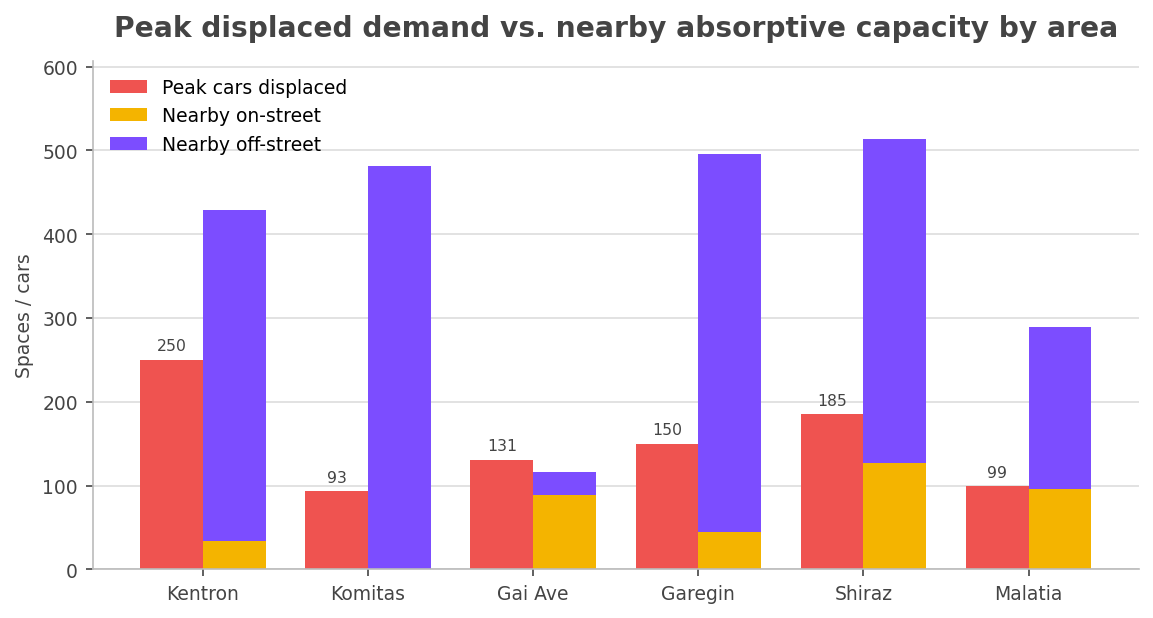 Peak displaced demand vs. nearby absorptive capacity by area
Peak cars displaced
Nearby on-street
Nearby off-street
Spaces / cars
600
500
400
300
200
100
0
250
93
131
150
185
99
Kentron
Komitas
Gai Ave
Garegin
Shiraz
Malatia